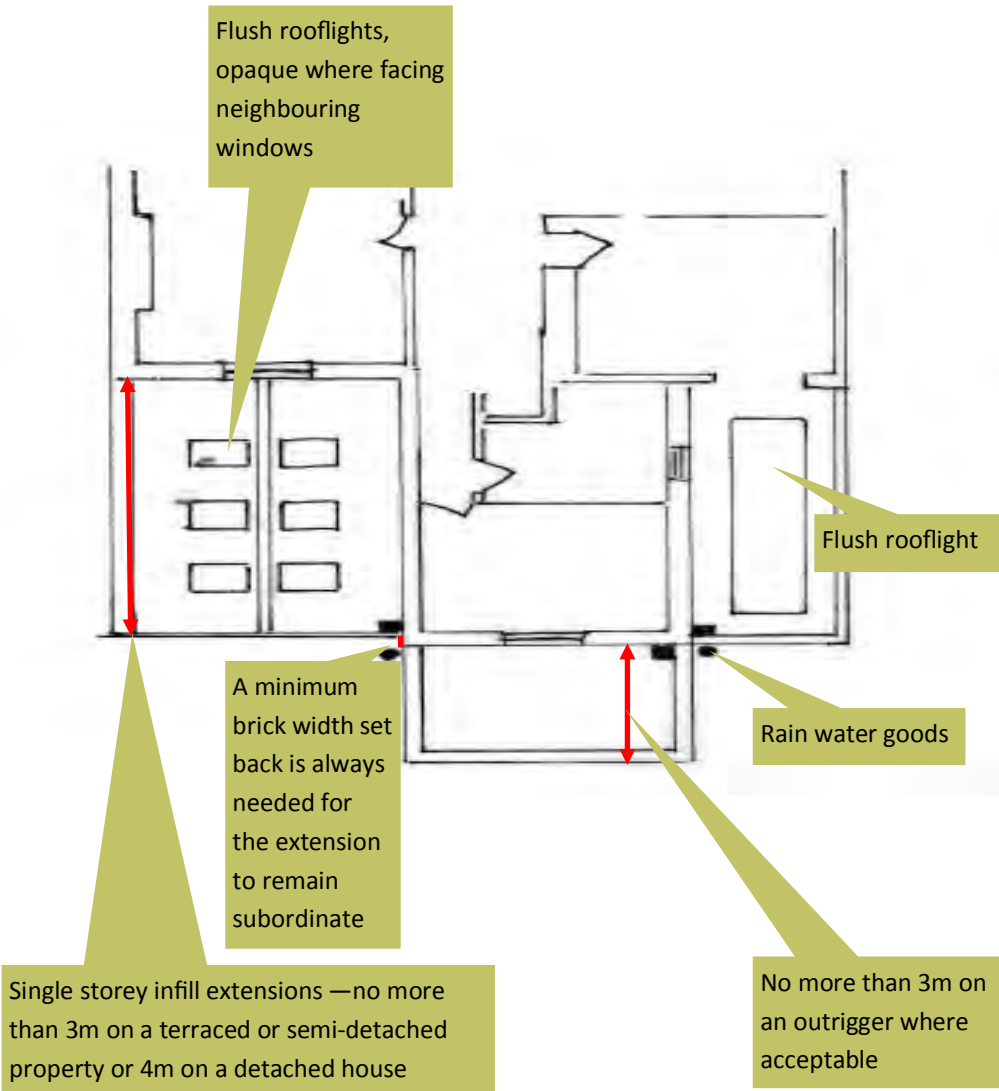 Flush rooflights,
opaque where facing
neighbouring
windows
Flush rooflight
A minimum
brick width set
back is always
needed for
the extension
to remain
subordinate
Rain water goods
Single storey infill extensions —no more
than 3m on a terraced or semi-detached
property or 4m on a detached house
No more than 3m on
an outrigger where
acceptable